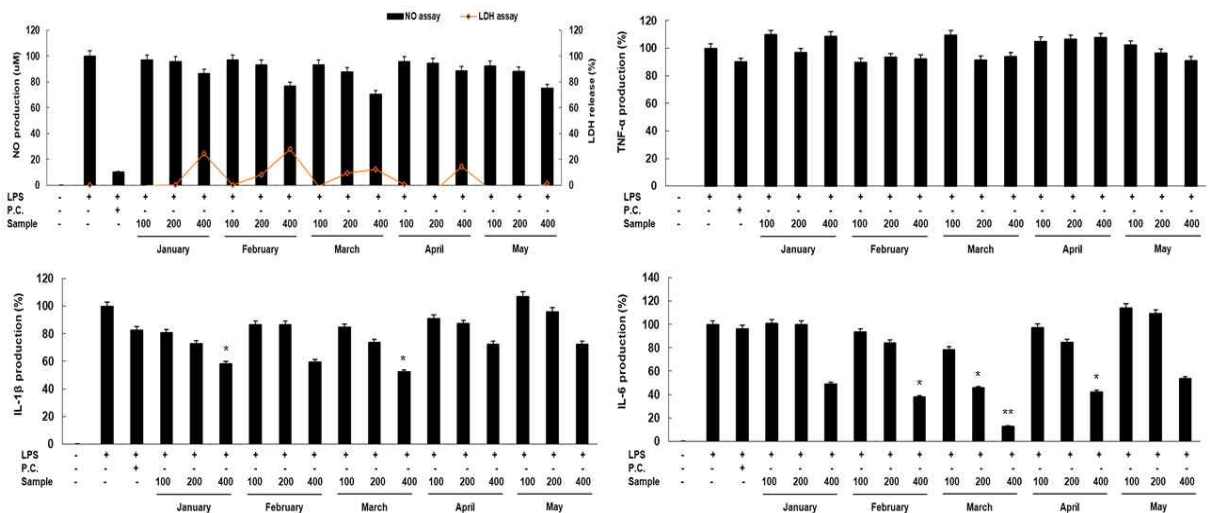 NO assay LDH assay
NO production (uM)
120
100
80
60
40
20
0
LDH release (%)
120
100
80
60
40
20
0
LPS - + + + + + + + + + + + + + + + + +
P.C. - - + - - - - - - - - - - - - - - -
Sample - - - 100 200 400 100 200 400 100 200 400 100 200 400 100 200 400
January February March April May
TNF-α production (%)
120
100
80
60
40
20
0
LPS - + + + + + + + + + + + + + + + + +
P.C. - - + - - - - - - - - - - - - - - -
Sample - - - 100 200 400 100 200 400 100 200 400 100 200 400 100 200 400
January February March April May
IL-1β production (%)
120
100
80
60
40
20
0
* *
LPS - + + + + + + + + + + + + + + + + +
P.C. - - + - - - - - - - - - - - - - - -
Sample - - - 100 200 400 100 200 400 100 200 400 100 200 400 100 200 400
January February March April May
IL-6 production (%)
140
120
100
80
60
40
20
0
* * ** *
LPS - + + + + + + + + + + + + + + + + +
P.C. - - + - - - - - - - - - - - - - - -
Sample - - - 100 200 400 100 200 400 100 200 400 100 200 400 100 200 400
January February March April May